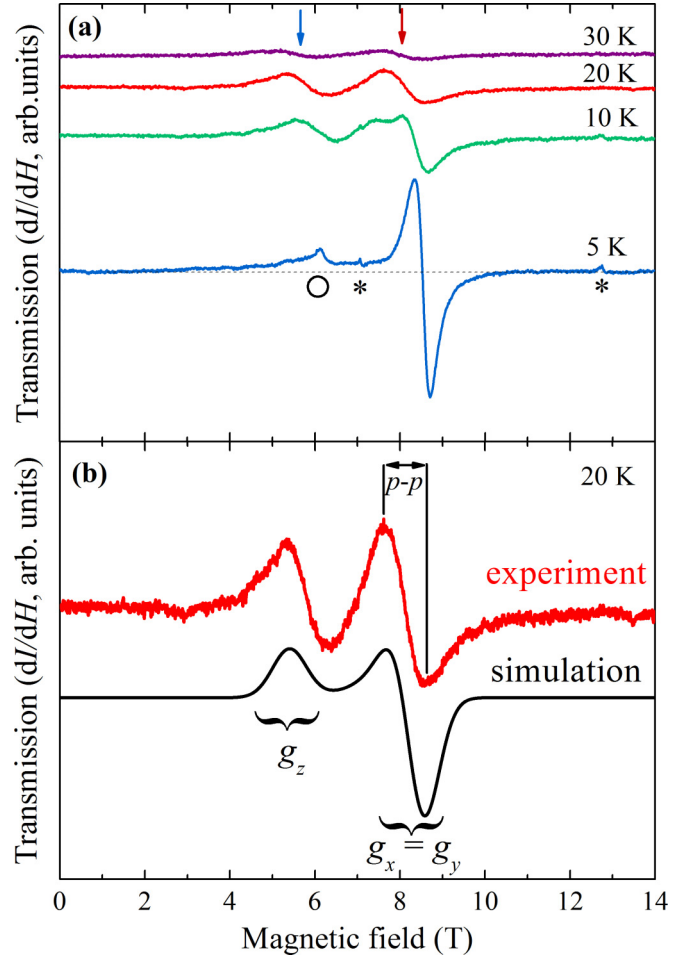 (a)
30 K
20 K
10 K
5 K
*
*
Transmission (dI/dH, arb.units)
(b)
20 K
p-p
experiment
simulation
g_z
g_x = g_y
Transmission (dI/dH, arb. units)
0 2 4 6 8 10 12 14
Magnetic field (T)